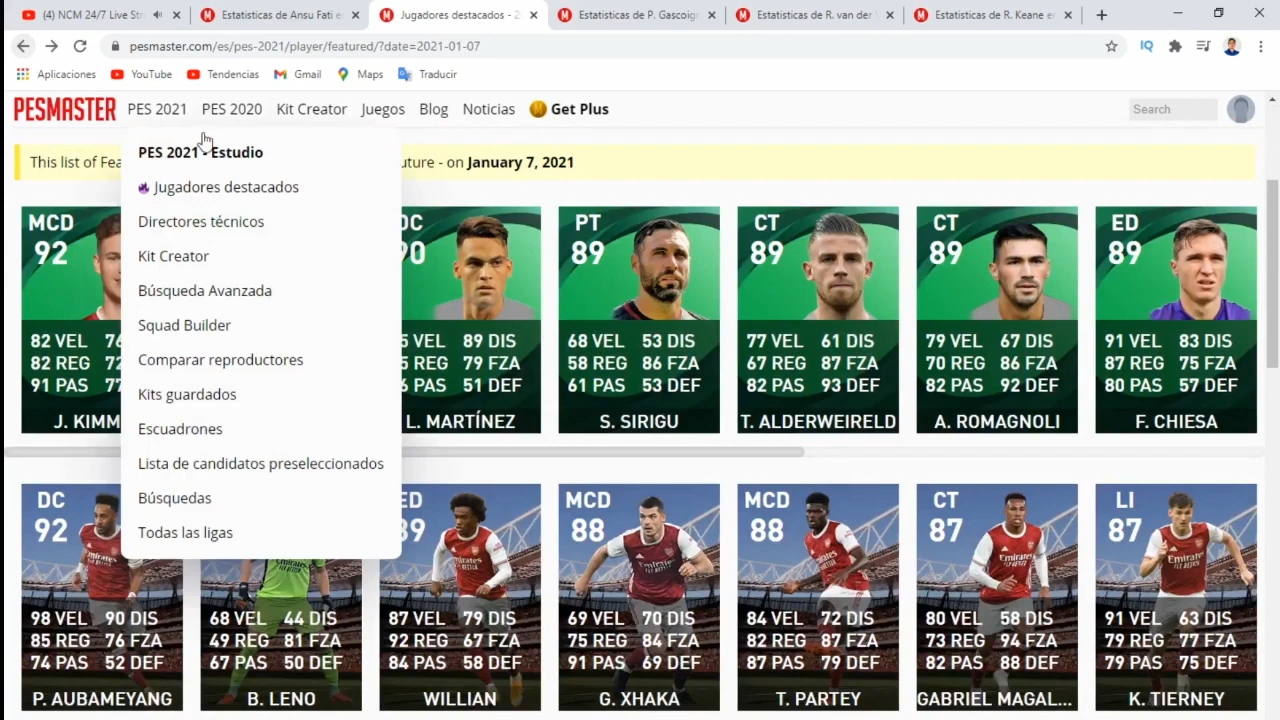 (4) NCM 24/7 Live Str
Estatisticas de Ansu Fati e
Jugadores destacados - 2
Estatisticas de P. Gascoig
Estatisticas de R. van der V
Estatisticas de R. Keane e
pesmaster.com/es/pes-2021/player/featured/?date=2021-01-07
IQ
Aplicaciones YouTube Tendencias Gmail Maps Traducir
PESMASTER PES 2021 PES 2020 Kit Creator Juegos Blog Noticias Get Plus Search
This list of Fea
uture - on January 7, 2021
PES 2021 - Estudio
Jugadores destacados
Directores técnicos
Kit Creator
Búsqueda Avanzada
Squad Builder
Comparar reproductores
Kits guardados
Escuadrones
Lista de candidatos preseleccionados
Búsquedas
Todas las ligas
MCD
92
82 VEL 76
82 REG 72
91 PAS 77
J. KIMM
DC
90
5 VEL 89 DIS
5 REG 79 FZA
6 PAS 51 DEF
L. MARTÍNEZ
PT
89
68 VEL 53 DIS
58 REG 86 FZA
61 PAS 53 DEF
S. SIRIGU
CT
89
77 VEL 61 DIS
67 REG 87 FZA
82 PAS 93 DEF
T. ALDERWEIRELD
CT
89
79 VEL 67 DIS
70 REG 86 FZA
82 PAS 92 DEF
A. ROMAGNOLI
ED
89
91 VEL 83 DIS
87 REG 75 FZA
80 PAS 57 DEF
F. CHIESA
DC
92
98 VEL 90 DIS
85 REG 76 FZA
74 PAS 52 DEF
P. AUBAMEYANG
68 VEL 44 DIS
49 REG 81 FZA
67 PAS 50 DEF
B. LENO
ED
89
87 VEL 79 DIS
92 REG 67 FZA
84 PAS 58 DEF
WILLIAN
MCD
88
69 VEL 70 DIS
75 REG 84 FZA
91 PAS 69 DEF
G. XHAKA
MCD
88
84 VEL 72 DIS
82 REG 87 FZA
87 PAS 79 DEF
T. PARTEY
CT
87
80 VEL 58 DIS
73 REG 94 FZA
82 PAS 88 DEF
GABRIEL MAGAL...
LI
87
91 VEL 63 DIS
79 REG 77 FZA
79 PAS 75 DEF
K. TIERNEY